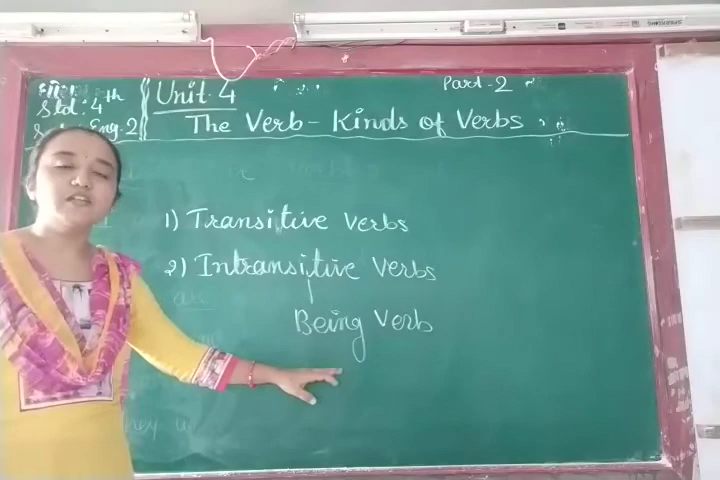 Std: 4th
Eng-2
Unit. 4
Part-2
The Verb - Kinds of Verbs
1) Transitive Verbs
2) Intransitive Verbs
Being Verb